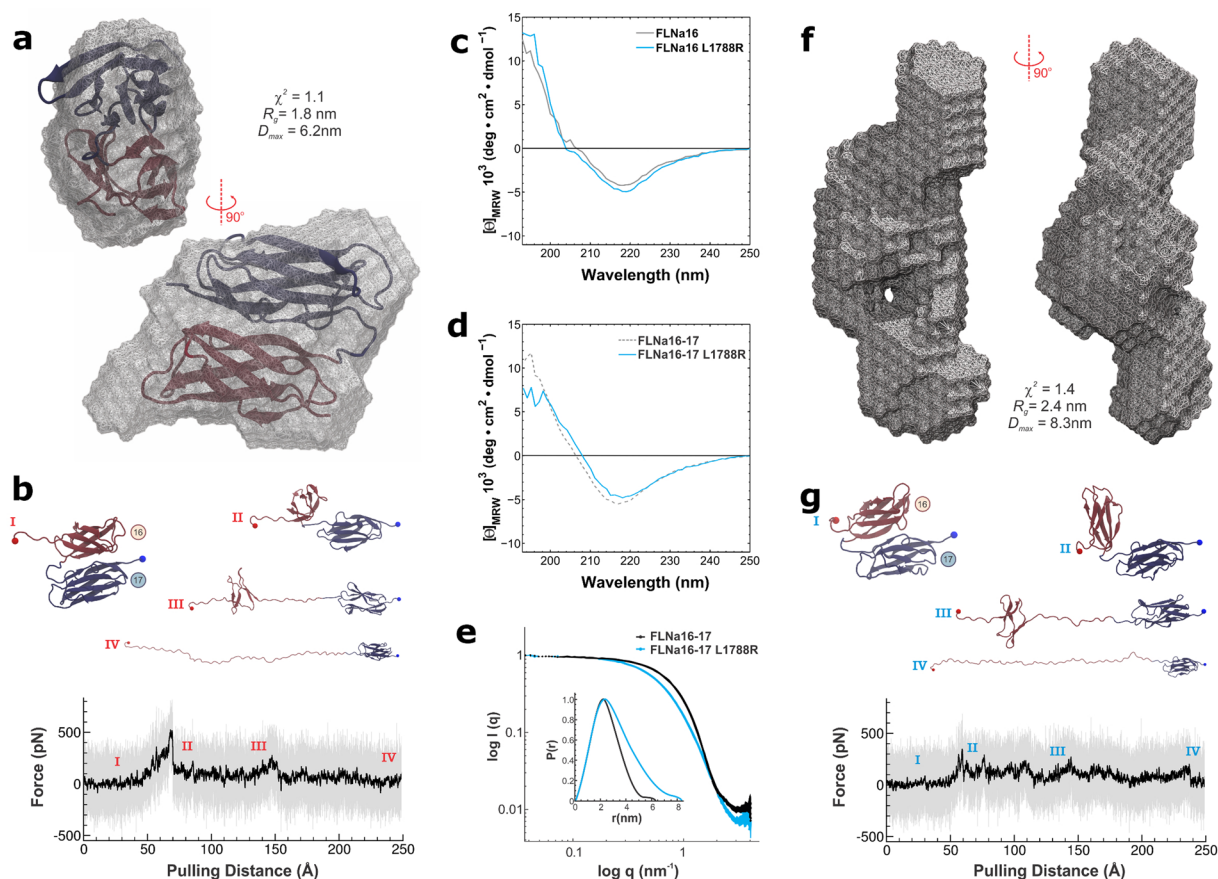 a
χ² = 1.1
Rg = 1.8 nm
Dmax = 6.2nm
90°
b
I
16
17
II
III
IV
500
0
-500
Force (pN)
I
II
III
IV
0 50 100 150 200 250
Pulling Distance (Å)
c
15
10
5
0
−5
−10
[Θ]MRW 10³ (deg • cm² • dmol⁻¹)
FLNa16
FLNa16 L1788R
200 210 220 230 240 250
Wavelength (nm)
d
15
10
5
0
−5
−10
[Θ]MRW 10³ (deg • cm² • dmol⁻¹)
FLNa16-17
FLNa16-17 L1788R
200 210 220 230 240 250
Wavelength (nm)
e
FLNa16-17
FLNa16-17 L1788R
1
0.1
0.01
log I (q)
P(r)
1.0
0.8
0.6
0.4
0.2
0
0 2 4 6 8
r(nm)
0.1 1
log q (nm⁻¹)
f
90°
χ² = 1.4
Rg = 2.4 nm
Dmax = 8.3nm
g
I
16
17
II
III
IV
500
0
-500
Force (pN)
I
II
III
IV
0 50 100 150 200 250
Pulling Distance (Å)